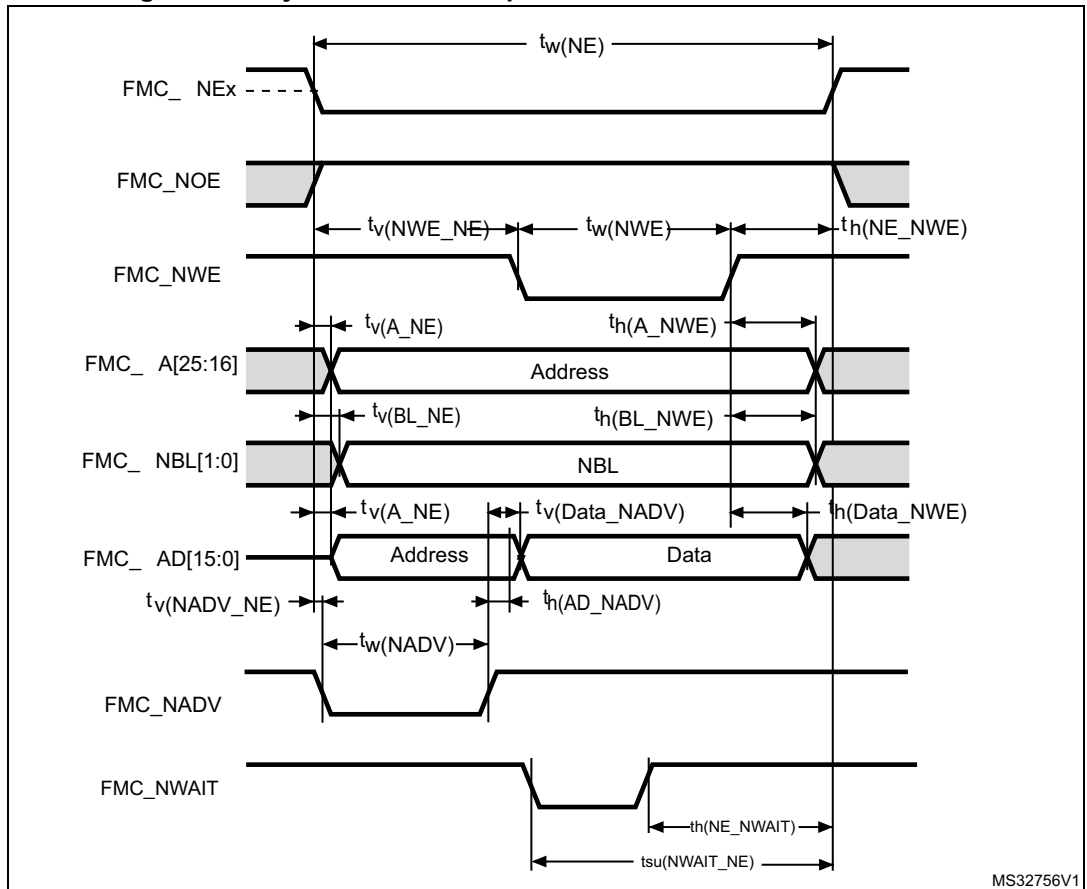 tw(NE)
FMC_ NEx
FMC_NOE
tv(NWE_NE) tw(NWE) th(NE_NWE)
FMC_NWE
tv(A_NE) th(A_NWE)
FMC_ A[25:16] Address
tv(BL_NE) th(BL_NWE)
FMC_ NBL[1:0] NBL
tv(A_NE) tv(Data_NADV) th(Data_NWE)
FMC_ AD[15:0] Address Data
tv(NADV_NE) th(AD_NADV)
tw(NADV)
FMC_NADV
FMC_NWAIT
th(NE_NWAIT)
tsu(NWAIT_NE)
MS32756V1